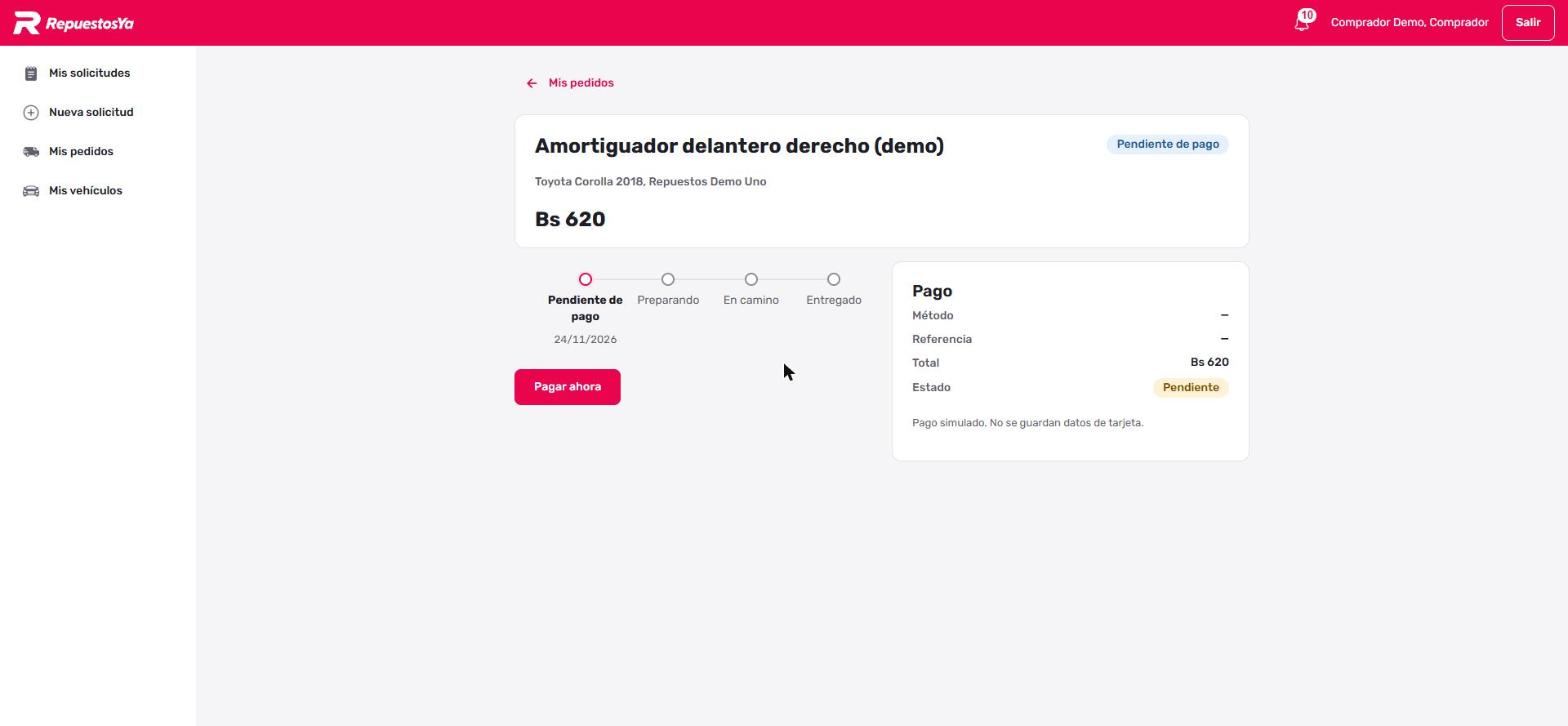 RepuestosYa
10
Comprador Demo, Comprador
Salir
Mis solicitudes
Nueva solicitud
Mis pedidos
Mis vehículos
Mis pedidos
Amortiguador delantero derecho (demo)
Pendiente de pago
Toyota Corolla 2018, Repuestos Demo Uno
Bs 620
Pendiente de
pago
24/11/2026
Preparando
En camino
Entregado
Pagar ahora
Pago
Método –
Referencia –
Total Bs 620
Estado Pendiente
Pago simulado. No se guardan datos de tarjeta.